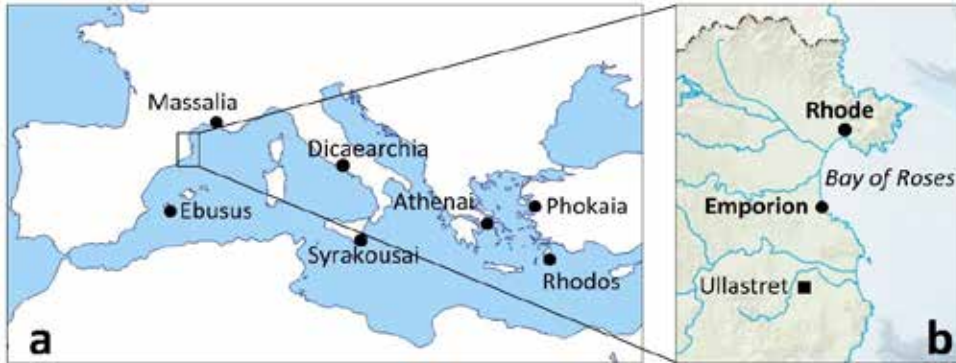 Massalia
Dicaearchia
Athenai
Phokaia
Ebusus
Syrakousai
Rhodos
a
Rhode
Bay of Roses
Emporion
Ullastret
b